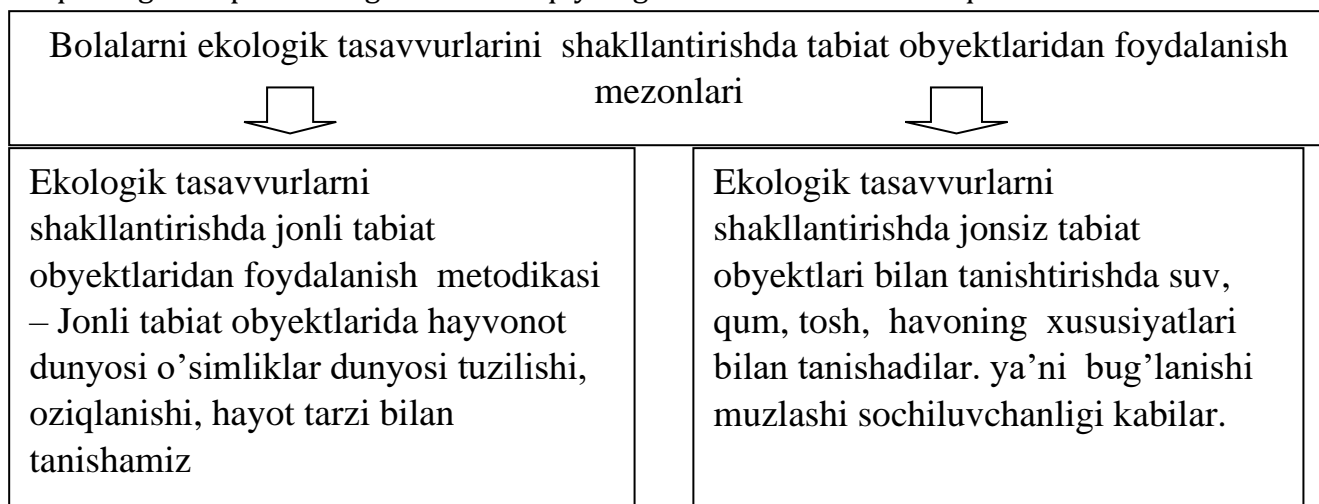 Bolalarni ekologik tasavvurlarini shakllantirishda tabiat obyektlaridan foydalanish
mezonlari
Ekologik tasavvurlarni
shakllantirishda jonli tabiat
obyektlaridan foydalanish metodikasi
– Jonli tabiat obyektlarida hayvonot
dunyosi o’simliklar dunyosi tuzilishi,
oziqlanishi, hayot tarzi bilan
tanishamiz
Ekologik tasavvurlarni
shakllantirishda jonsiz tabiat
obyektlari bilan tanishtirishda suv,
qum, tosh, havoning xususiyatlari
bilan tanishadilar. ya’ni bug’lanishi
muzlashi sochiluvchanligi kabilar.